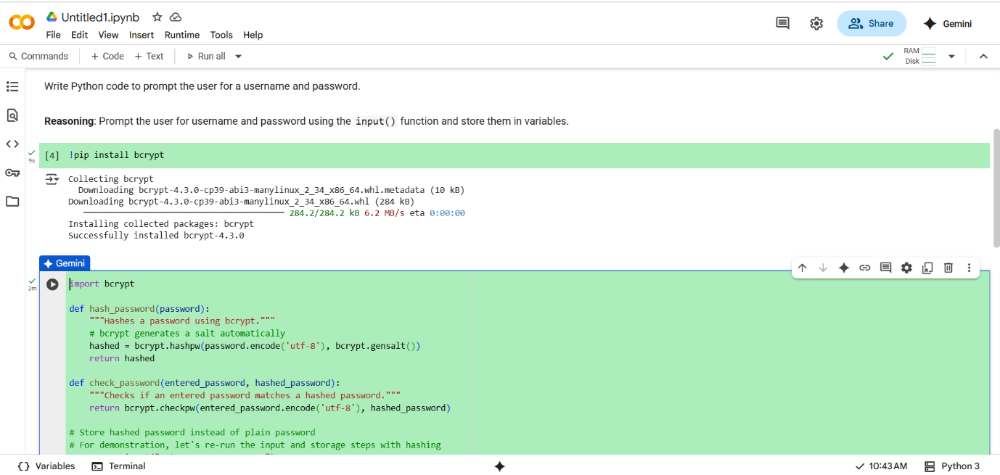 Untitled1.ipynb
File Edit View Insert Runtime Tools Help
Share
Gemini
Commands + Code + Text Run all
RAM
Disk
Write Python code to prompt the user for a username and password.
Reasoning: Prompt the user for username and password using the input() function and store them in variables.
9s
[4] !pip install bcrypt
Collecting bcrypt
  Downloading bcrypt-4.3.0-cp39-abi3-manylinux_2_34_x86_64.whl.metadata (10 kB)
Downloading bcrypt-4.3.0-cp39-abi3-manylinux_2_34_x86_64.whl (284 kB)
284.2/284.2 kB 6.2 MB/s eta 0:00:00
Installing collected packages: bcrypt
Successfully installed bcrypt-4.3.0
Gemini
2m
import bcrypt
def hash_password(password):
    """Hashes a password using bcrypt."""
    # bcrypt generates a salt automatically
    hashed = bcrypt.hashpw(password.encode('utf-8'), bcrypt.gensalt())
    return hashed
def check_password(entered_password, hashed_password):
    """Checks if an entered password matches a hashed password."""
    return bcrypt.checkpw(entered_password.encode('utf-8'), hashed_password)
# Store hashed password instead of plain password
# For demonstration, let's re-run the input and storage steps with hashing
{} Variables Terminal
10:43 AM Python 3